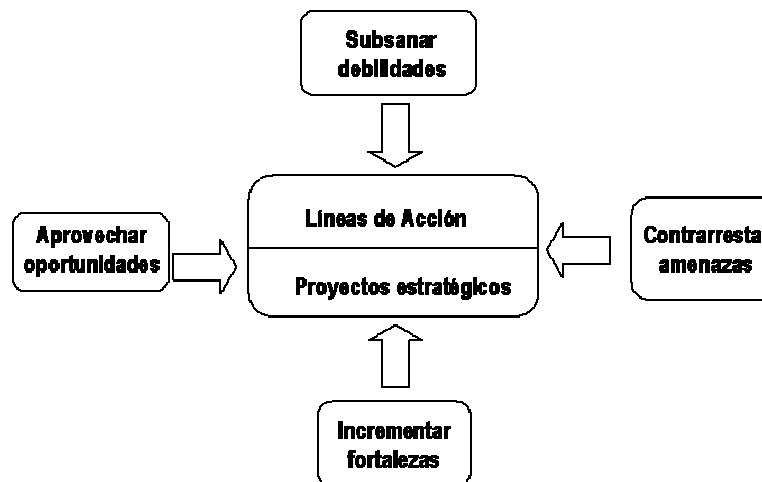 Subsanar
debilidades
Líneas de Acción
Aprovechar
oportunidades
Contrarresta
amenazas
Proyectos estratégicos
Incrementar
fortalezas